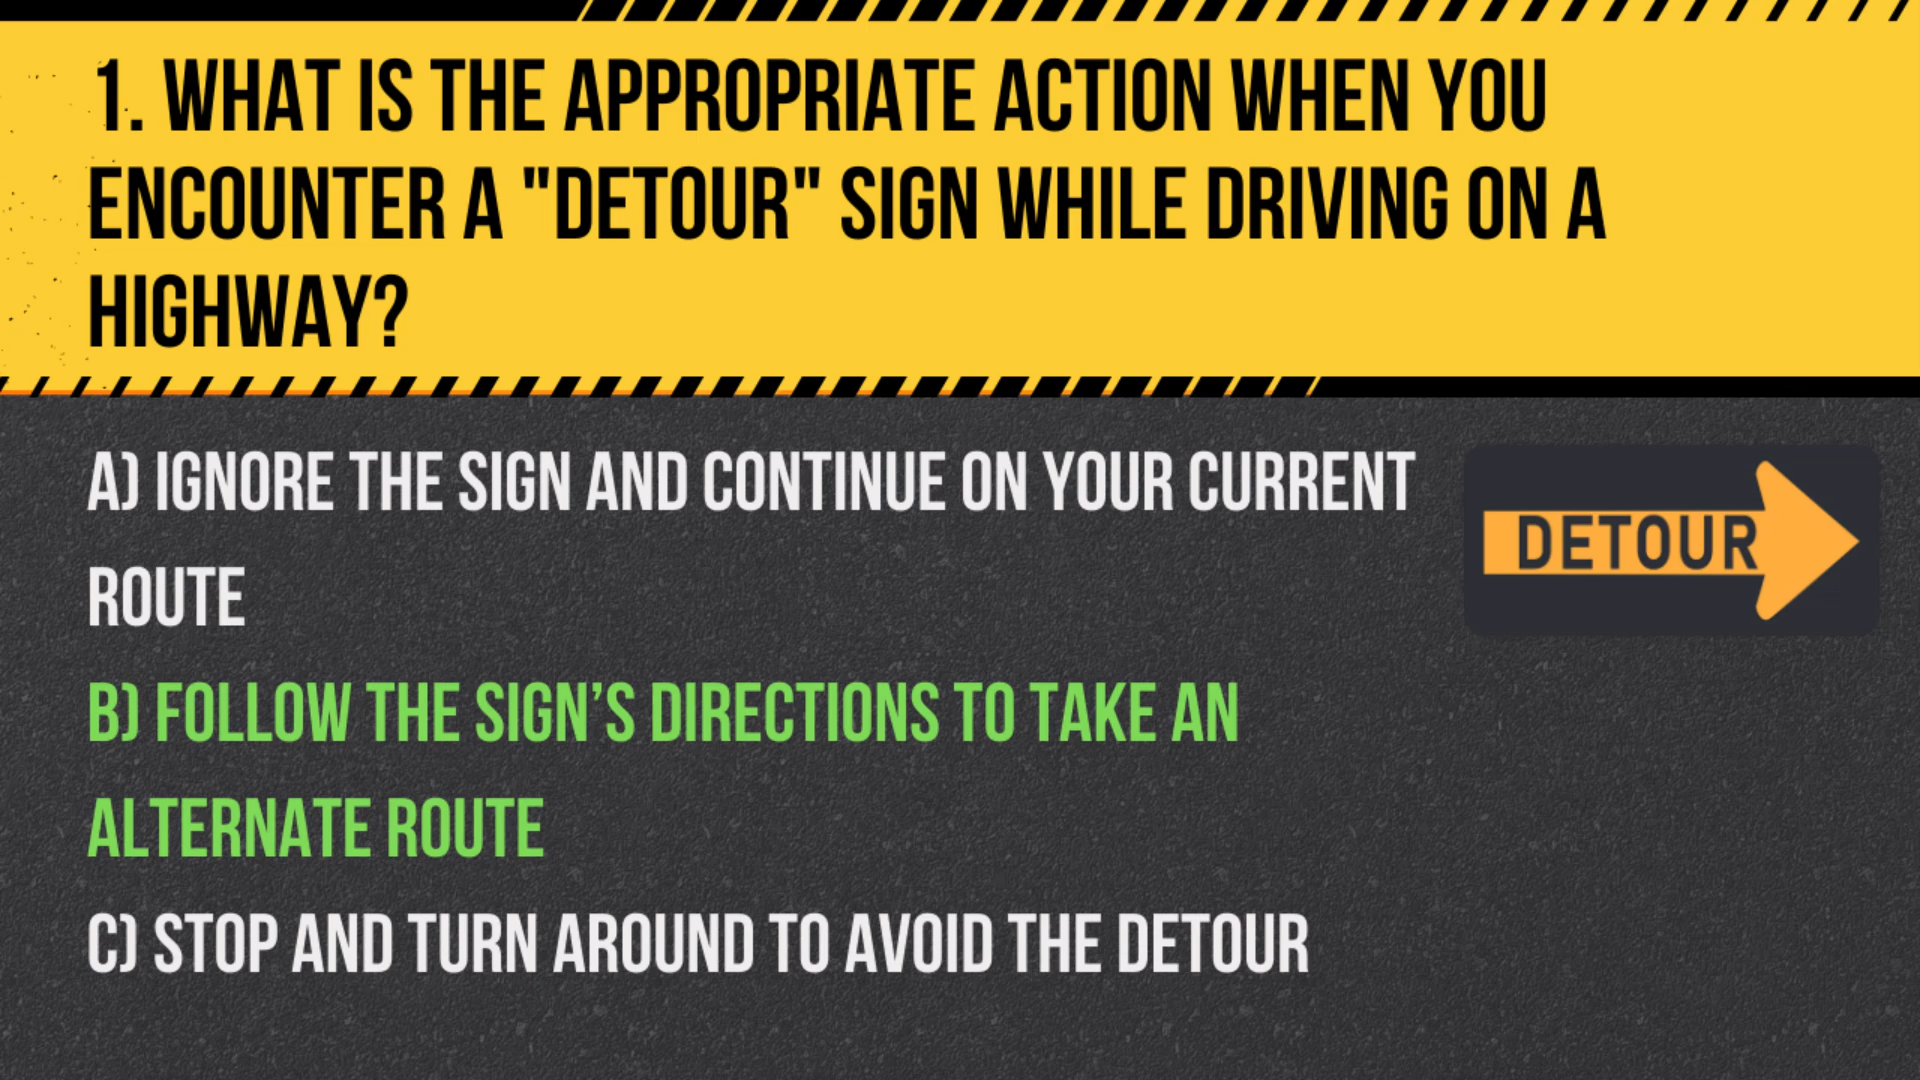 1. WHAT IS THE APPROPRIATE ACTION WHEN YOU
ENCOUNTER A "DETOUR" SIGN WHILE DRIVING ON A
HIGHWAY?
A) IGNORE THE SIGN AND CONTINUE ON YOUR CURRENT
ROUTE
DETOUR
B) FOLLOW THE SIGN’S DIRECTIONS TO TAKE AN
ALTERNATE ROUTE
C) STOP AND TURN AROUND TO AVOID THE DETOUR